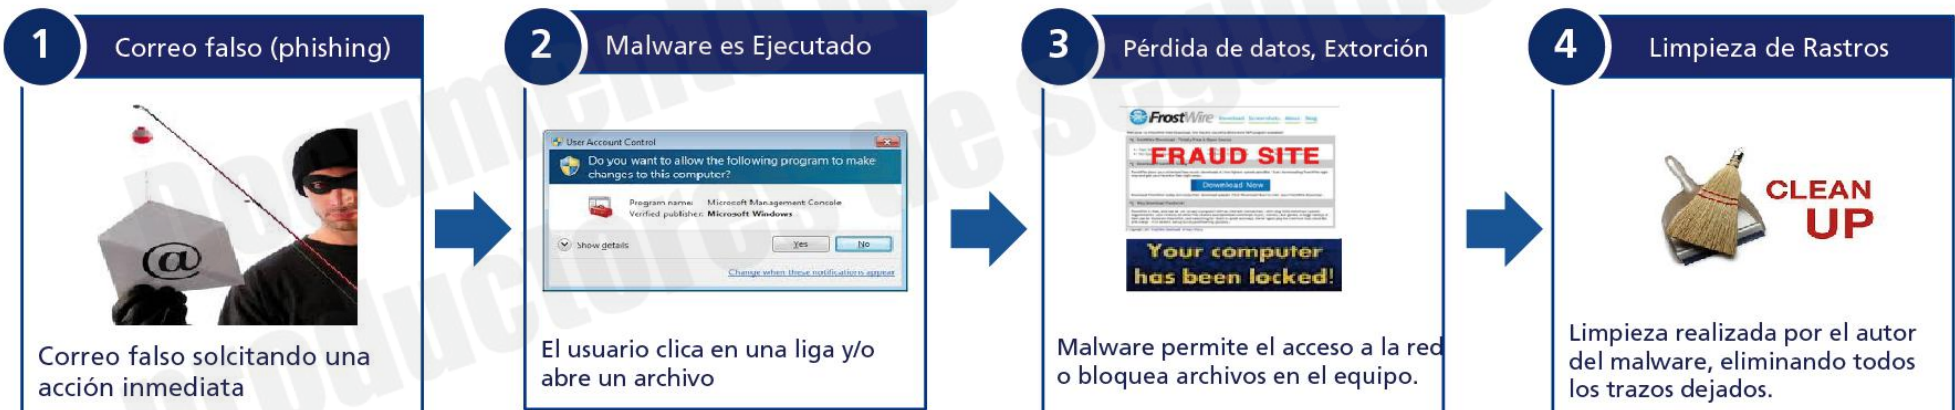 1
Correo falso (phishing)
@
Correo falso solcitando una
acción inmediata
2
Malware es Ejecutado
User Account Control
Do you want to allow the following program to make
changes to this computer?
Program name: Microsoft Management Console
Verified publisher: Microsoft Windows
Show details
Yes
No
Change when these notifications appear
El usuario clica en una liga y/o
abre un archivo
3
Pérdida de datos, Extorción
FrostWire
Download Screenshots About Blog
FRAUD SITE
Download Now
Your computer
has been locked!
Malware permite el acceso a la red
o bloquea archivos en el equipo.
4
Limpieza de Rastros
CLEAN
UP
Limpieza realizada por el autor
del malware, eliminando todos
los trazos dejados.